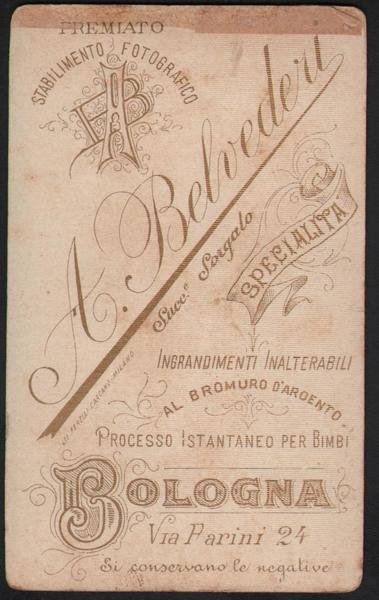 PREMIATO
STABILIMENTO FOTOGRAFICO
AB
A. Belvederi
Succ.e Sorgato
SPECIALITÀ
INGRANDIMENTI INALTERABILI
AL BROMURO D'ARGENTO
PROCESSO ISTANTANEO PER BIMBI
BOLOGNA
Via Farini 24
Si conservano le negative